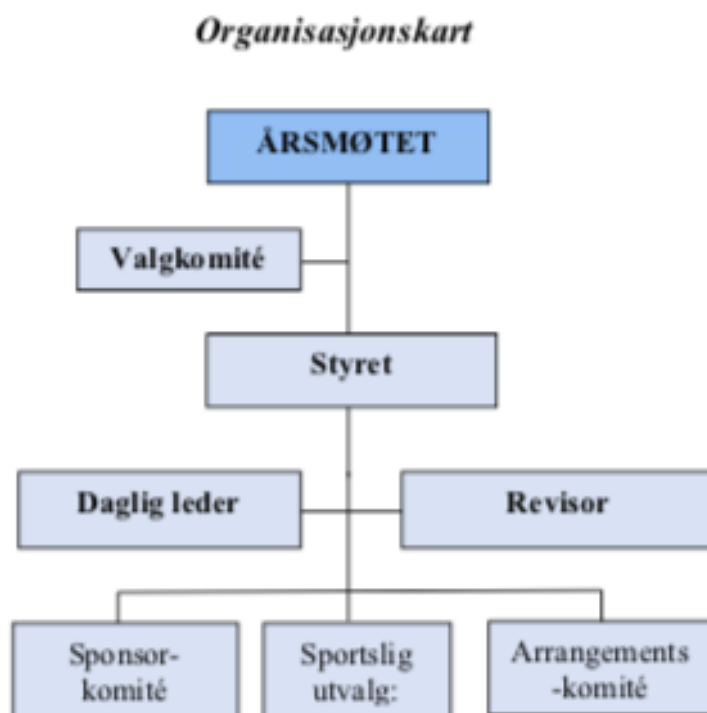 Organisasjonskart
ÅRSMØTET
Valgkomité
Styret
Daglig leder
Revisor
Sponsor-
komité
Sportslig
utvalg:
Arrangements
-komité